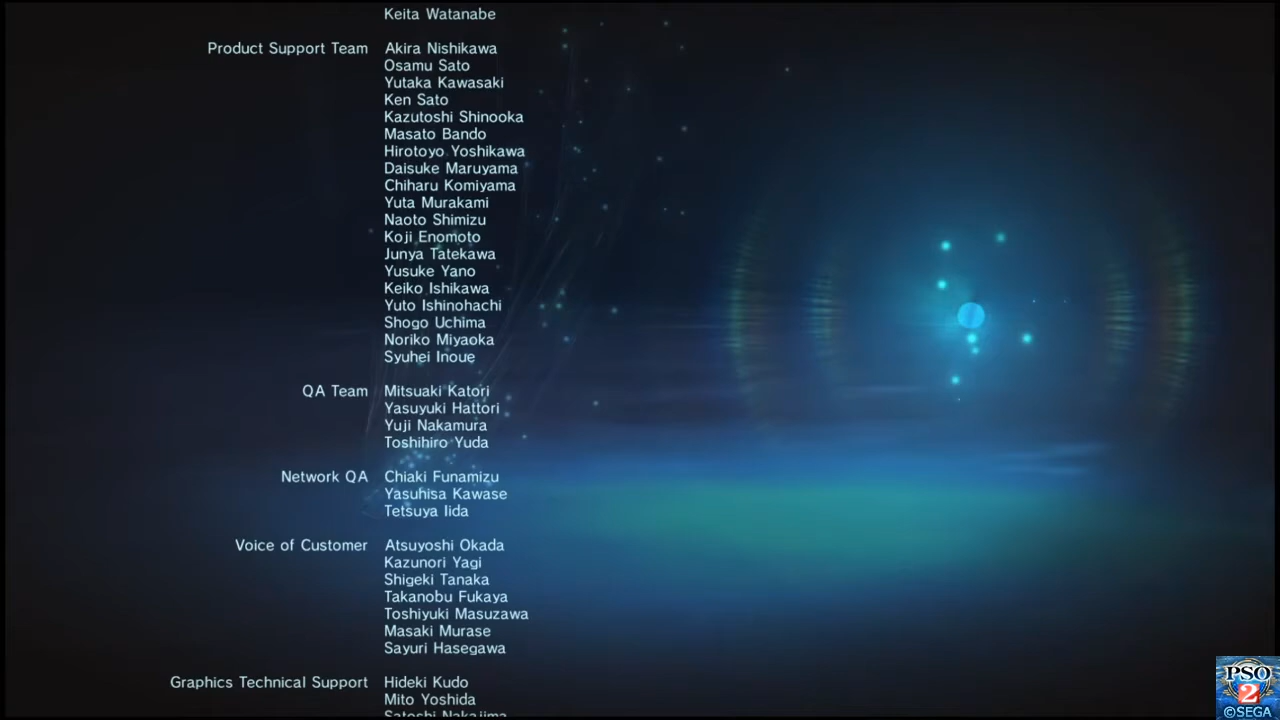 Keita Watanabe
Product Support Team Akira Nishikawa
Osamu Sato
Yutaka Kawasaki
Ken Sato
Kazutoshi Shinooka
Masato Bando
Hirotoyo Yoshikawa
Daisuke Maruyama
Chiharu Komiyama
Yuta Murakami
Naoto Shimizu
Koji Enomoto
Junya Tatekawa
Yusuke Yano
Keiko Ishikawa
Yuto Ishinohachi
Shogo Uchima
Noriko Miyaoka
Syuhei Inoue
QA Team Mitsuaki Katori
Yasuyuki Hattori
Yuji Nakamura
Toshihiro Yuda
Network QA Chiaki Funamizu
Yasuhisa Kawase
Tetsuya Iida
Voice of Customer Atsuyoshi Okada
Kazunori Yagi
Shigeki Tanaka
Takanobu Fukaya
Toshiyuki Masuzawa
Masaki Murase
Sayuri Hasegawa
Graphics Technical Support Hideki Kudo
Mito Yoshida
Satoshi Nakajima
PSO
2
©SEGA